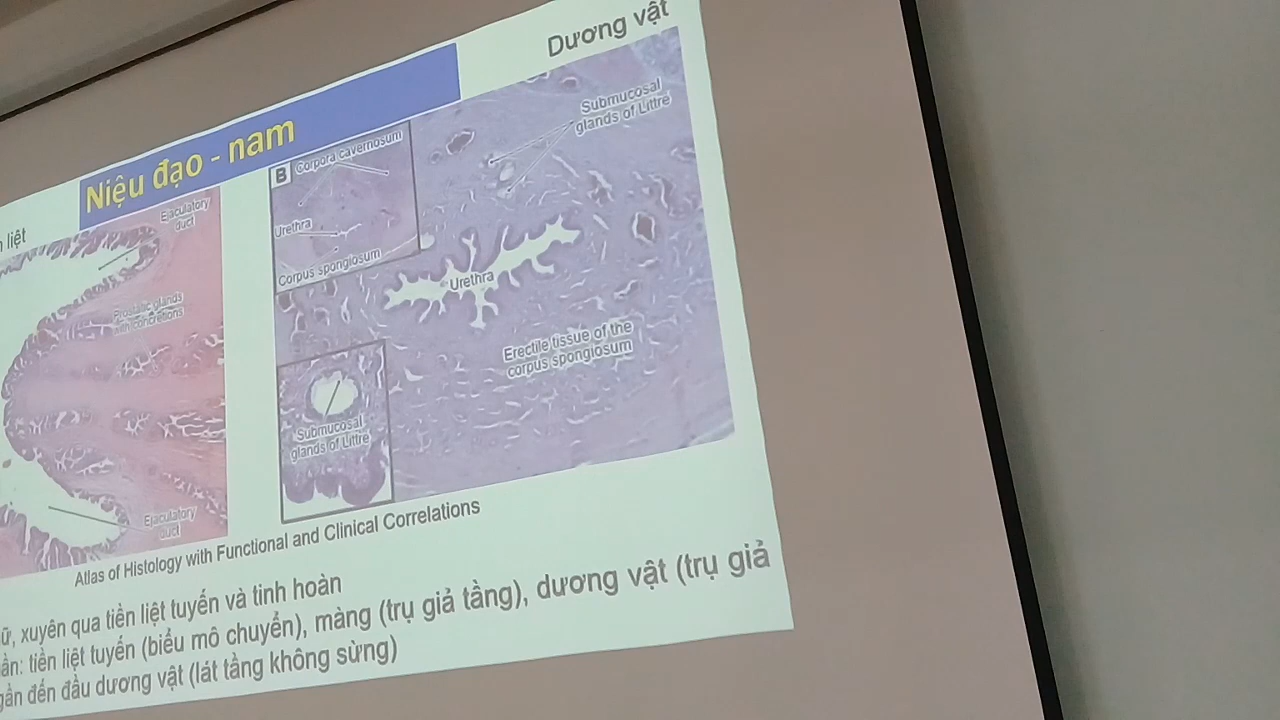 Dương vật
Niệu đạo - nam
liệt
Ejaculatory
duct
Prostatic glands
with concretions
Ejaculatory
duct
B Corpora cavernosum
Urethra
Corpus spongiosum
Submucosal
glands of Littré
Urethra
Erectile tissue of the
corpus spongiosum
Submucosal
glands of Littré
Atlas of Histology with Functional and Clinical Correlations
xuyên qua tiền liệt tuyến và tinh hoàn
tiền liệt tuyến (biểu mô chuyển), màng (trụ giả tầng), dương vật (trụ giả
gần đến đầu dương vật (lát tầng không sừng)